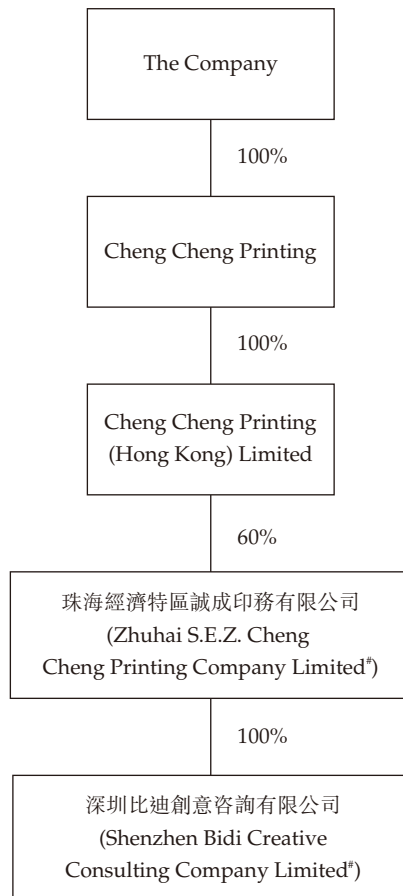 The Company
100%
Cheng Cheng Printing
100%
Cheng Cheng Printing
(Hong Kong) Limited
60%
珠海經濟特區誠成印務有限公司
(Zhuhai S.E.Z. Cheng
Cheng Printing Company Limited#)
100%
深圳比迪創意咨詢有限公司
(Shenzhen Bidi Creative
Consulting Company Limited#)